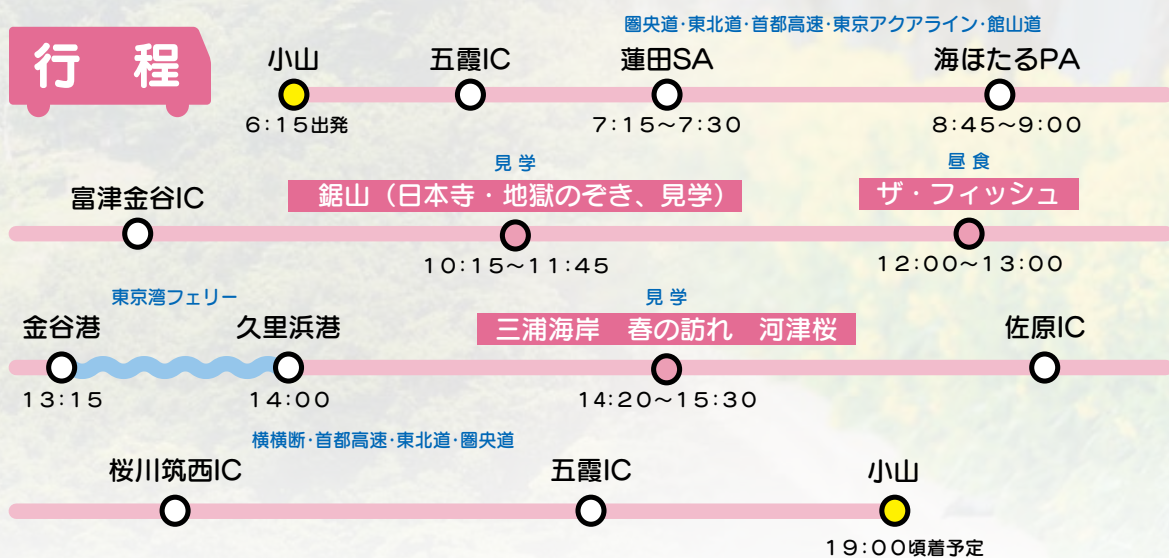 行 程
圏央道・東北道・首都高速・東京アクアライン・館山道
小山 五霞IC 蓮田SA 海ほたるPA
6:15出発 7:15～7:30 8:45～9:00
見学 昼食
富津金谷IC 鋸山（日本寺・地獄のぞき、見学） ザ・フィッシュ
10:15～11:45 12:00～13:00
東京湾フェリー 見学
金谷港 久里浜港 三浦海岸 春の訪れ 河津桜 佐原IC
13:15 14:00 14:20～15:30
横横断・首都高速・東北道・圏央道
桜川筑西IC 五霞IC 小山
19:00頃着予定